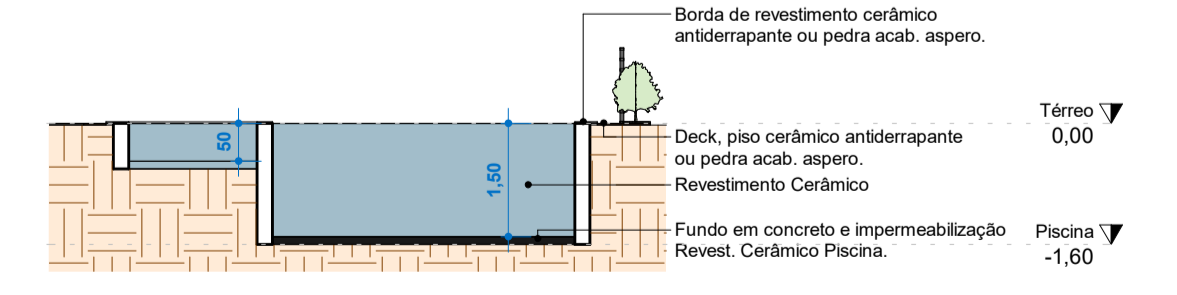 Borda de revestimento cerâmico
antiderrapante ou pedra acab. aspero.
Térreo
0,00
50
Deck, piso cerâmico antiderrapante
ou pedra acab. aspero.
1,50
Revestimento Cerâmico
Fundo em concreto e impermeabilização
Revest. Cerâmico Piscina.
Piscina
-1,60